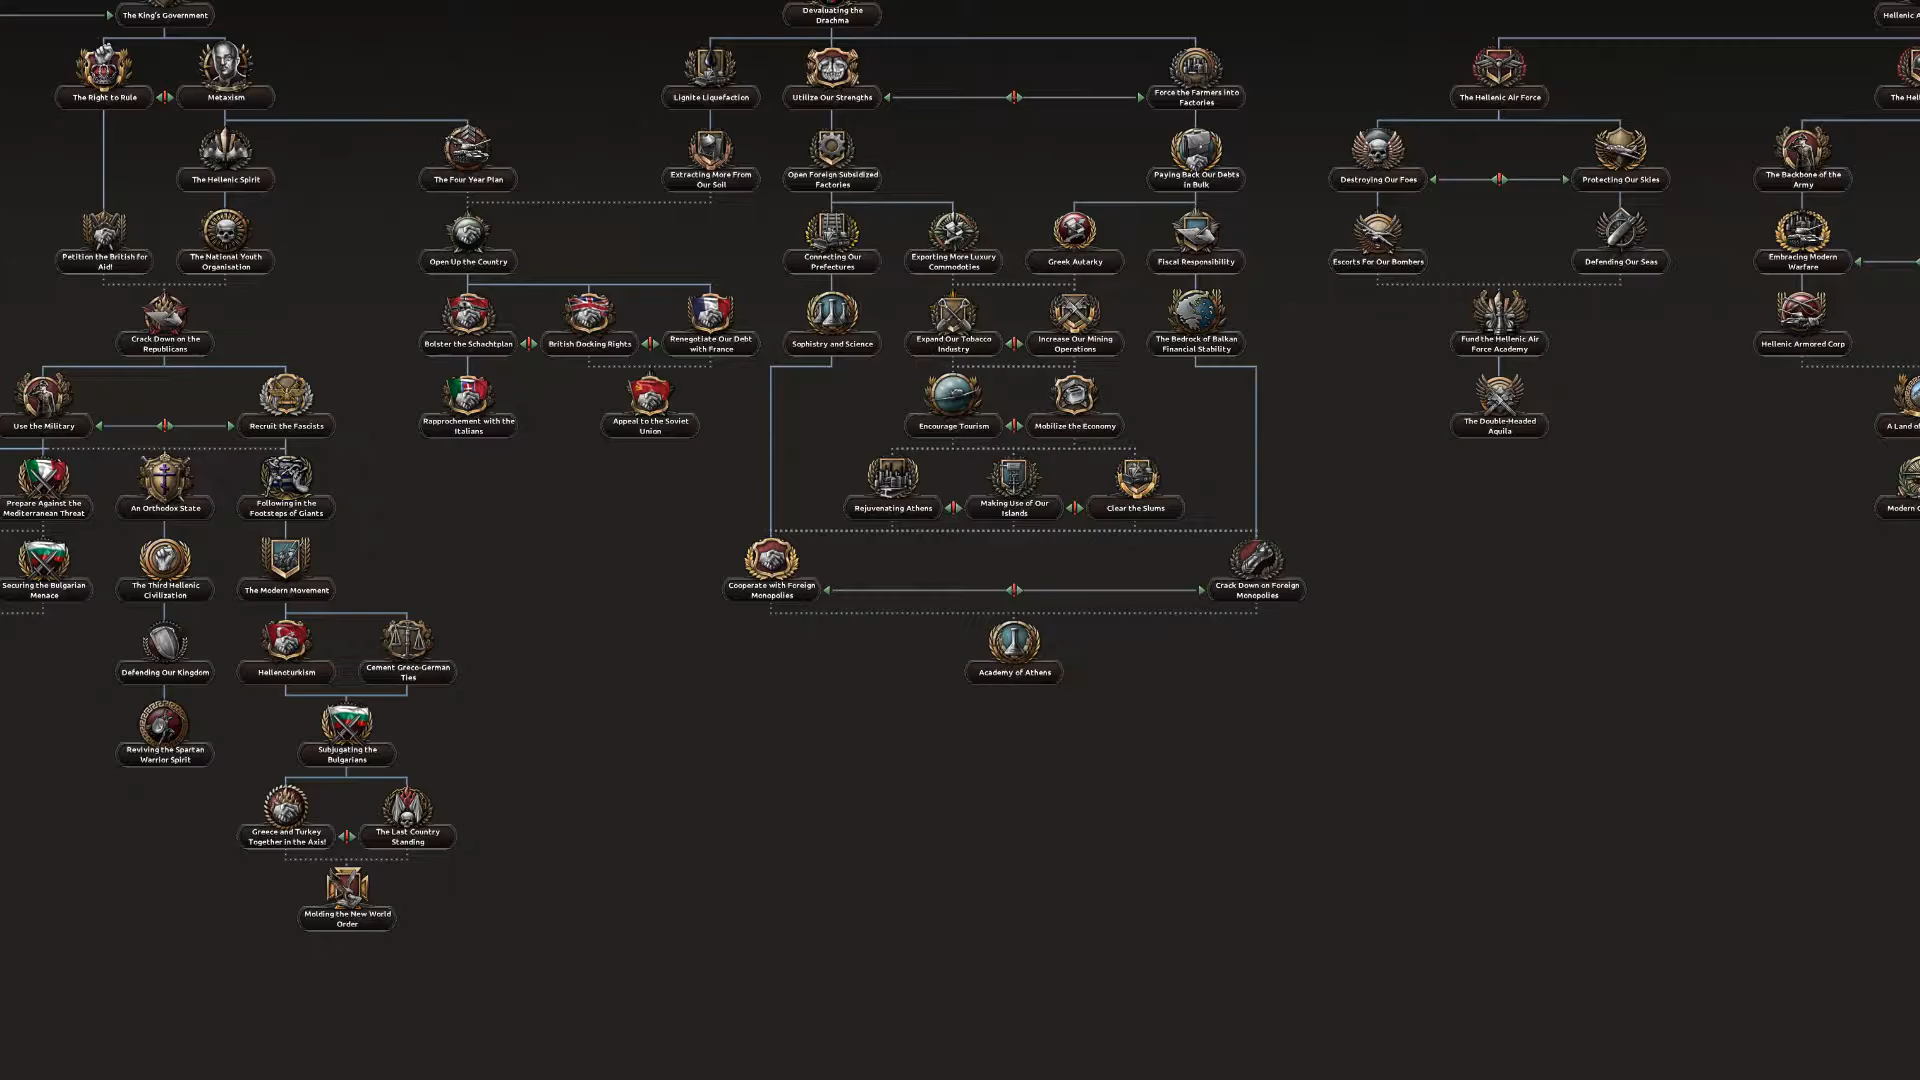 The King's Government
Devaluating the
Drachma
Hellenic A
The Right to Rule
Metaxism
Lignite Liquefaction
Utilize Our Strengths
Force the Farmers into
Factories
The Hellenic Air Force
The Hell
The Hellenic Spirit
The Four Year Plan
Extracting More From
Our Soil
Open Foreign Subsidized
Factories
Paying Back Our Debts
in Bulk
Destroying Our Foes
Protecting Our Skies
The Backbone of the
Army
Petition the British for
Aid!
The National Youth
Organisation
Open Up the Country
Connecting Our
Prefectures
Exporting More Luxury
Commodoties
Greek Autarky
Fiscal Responsibility
Escorts For Our Bombers
Defending Our Seas
Embracing Modern
Warfare
Crack Down on the
Republicans
Bolster the Schachtplan
British Docking Rights
Renegotiate Our Debt
with France
Sophistry and Science
Expand Our Tobacco
Industry
Increase Our Mining
Operations
The Bedrock of Balkan
Financial Stability
Fund the Hellenic Air
Force Academy
Hellenic Armored Corp
Use the Military
Recruit the Fascists
Rapprochement with the
Italians
Appeal to the Soviet
Union
Encourage Tourism
Mobilize the Economy
The Double-Headed
Aquila
A Land of
Prepare Against the
Mediterranean Threat
An Orthodox State
Following in the
Footsteps of Giants
Rejuvenating Athens
Making Use of Our
Islands
Clear the Slums
Modern C
Securing the Bulgarian
Menace
The Third Hellenic
Civilization
The Modern Movement
Cooperate with Foreign
Monopolies
Crack Down on Foreign
Monopolies
Defending Our Kingdom
Hellenoturkism
Cement Greco-German
Ties
Academy of Athens
Reviving the Spartan
Warrior Spirit
Subjugating the
Bulgarians
Greece and Turkey
Together in the Axis!
The Last Country
Standing
Molding the New World
Order